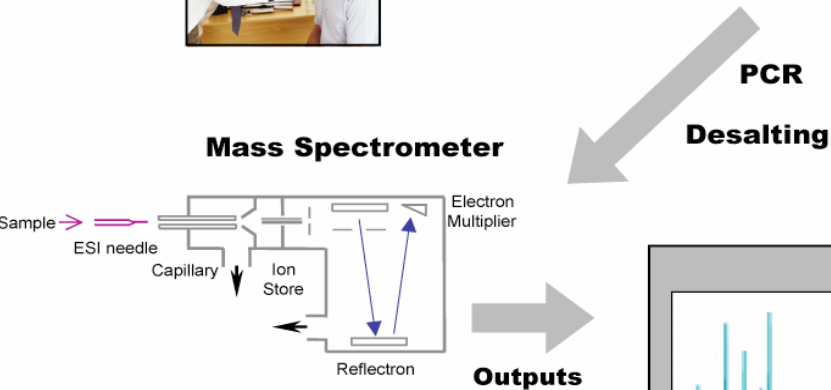 PCR
Desalting
Mass Spectrometer
Sample
ESI needle
Capillary
Ion
Store
Electron
Multiplier
Reflectron
Outputs